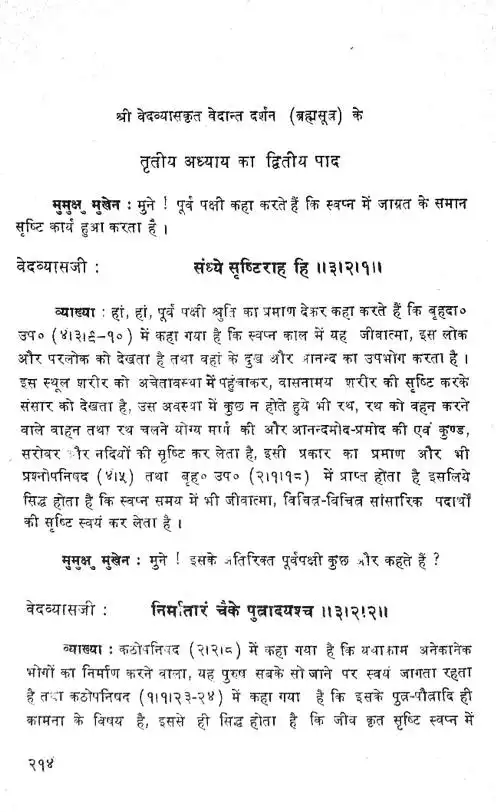 श्री वेदव्यासकृत वेदान्त दर्शन (ब्रह्मसूत्र) के
तृतीय अध्याय का द्वितीय पाद
मुमुक्षु मुखेन : मुने ! पूर्व पक्षी कहा करते हैं कि स्वप्न में जाग्रत के समान
सृष्टि कार्य हुआ करता है ।
वेदव्यासजी : संध्ये सृष्टिराह हि ॥३।२।१॥
व्याख्या : हां, हां, पूर्व पक्षी श्रुति का प्रमाण देकर कहा करते हैं कि बृहदा०
उप० (४।३।९-१०) में कहा गया है कि स्वप्न काल में यह जीवात्मा, इस लोक
और परलोक को देखता है तथा वहां के दुख और आनन्द का उपभोग करता है ।
इस स्थूल शरीर को अचेतावस्था में पहुंचाकर, वासनामय शरीर की सृष्टि करके
संसार को देखता है, उस अवस्था में कुछ न होते हुये भी रथ, रथ को वहन करने
वाले वाहन तथा रथ चलने योग्य मार्ग की और आनन्दमोद-प्रमोद की एवं कुण्ड,
सरोबर और नदियों की सृष्टि कर लेता है, इसी प्रकार का प्रमाण और भी
प्रश्नोपनिषद (४।५) तथा बृह० उप० (२।१।१८) में प्राप्त होता है इसलिये
सिद्ध होता है कि स्वप्न समय में भी जीवात्मा, विचित्र-विचित्र सांसारिक पदार्थों
की सृष्टि स्वयं कर लेता है ।
मुमुक्षु मुखेन : मुने ! इसके अतिरिक्त पूर्वपक्षी कुछ और कहते हैं ?
वेदव्यासजी : निर्मातारं चैके पुत्रादयश्च ॥३।२।२॥
व्याख्या : कठोपनिषद (२।२।८) में कहा गया है कि यथाकाम अनेकानेक
भोगों का निर्माण करने वाला, यह पुरुष सबके सो जाने पर स्वयं जागता रहता
है तथा कठोपनिषद (१।१।२३-२४) में कहा गया है कि इसके पुत्र-पौत्रादि ही
कामना के विषय है, इससे ही सिद्ध होता है कि जीव कृत सृष्टि स्वप्न में
२१४